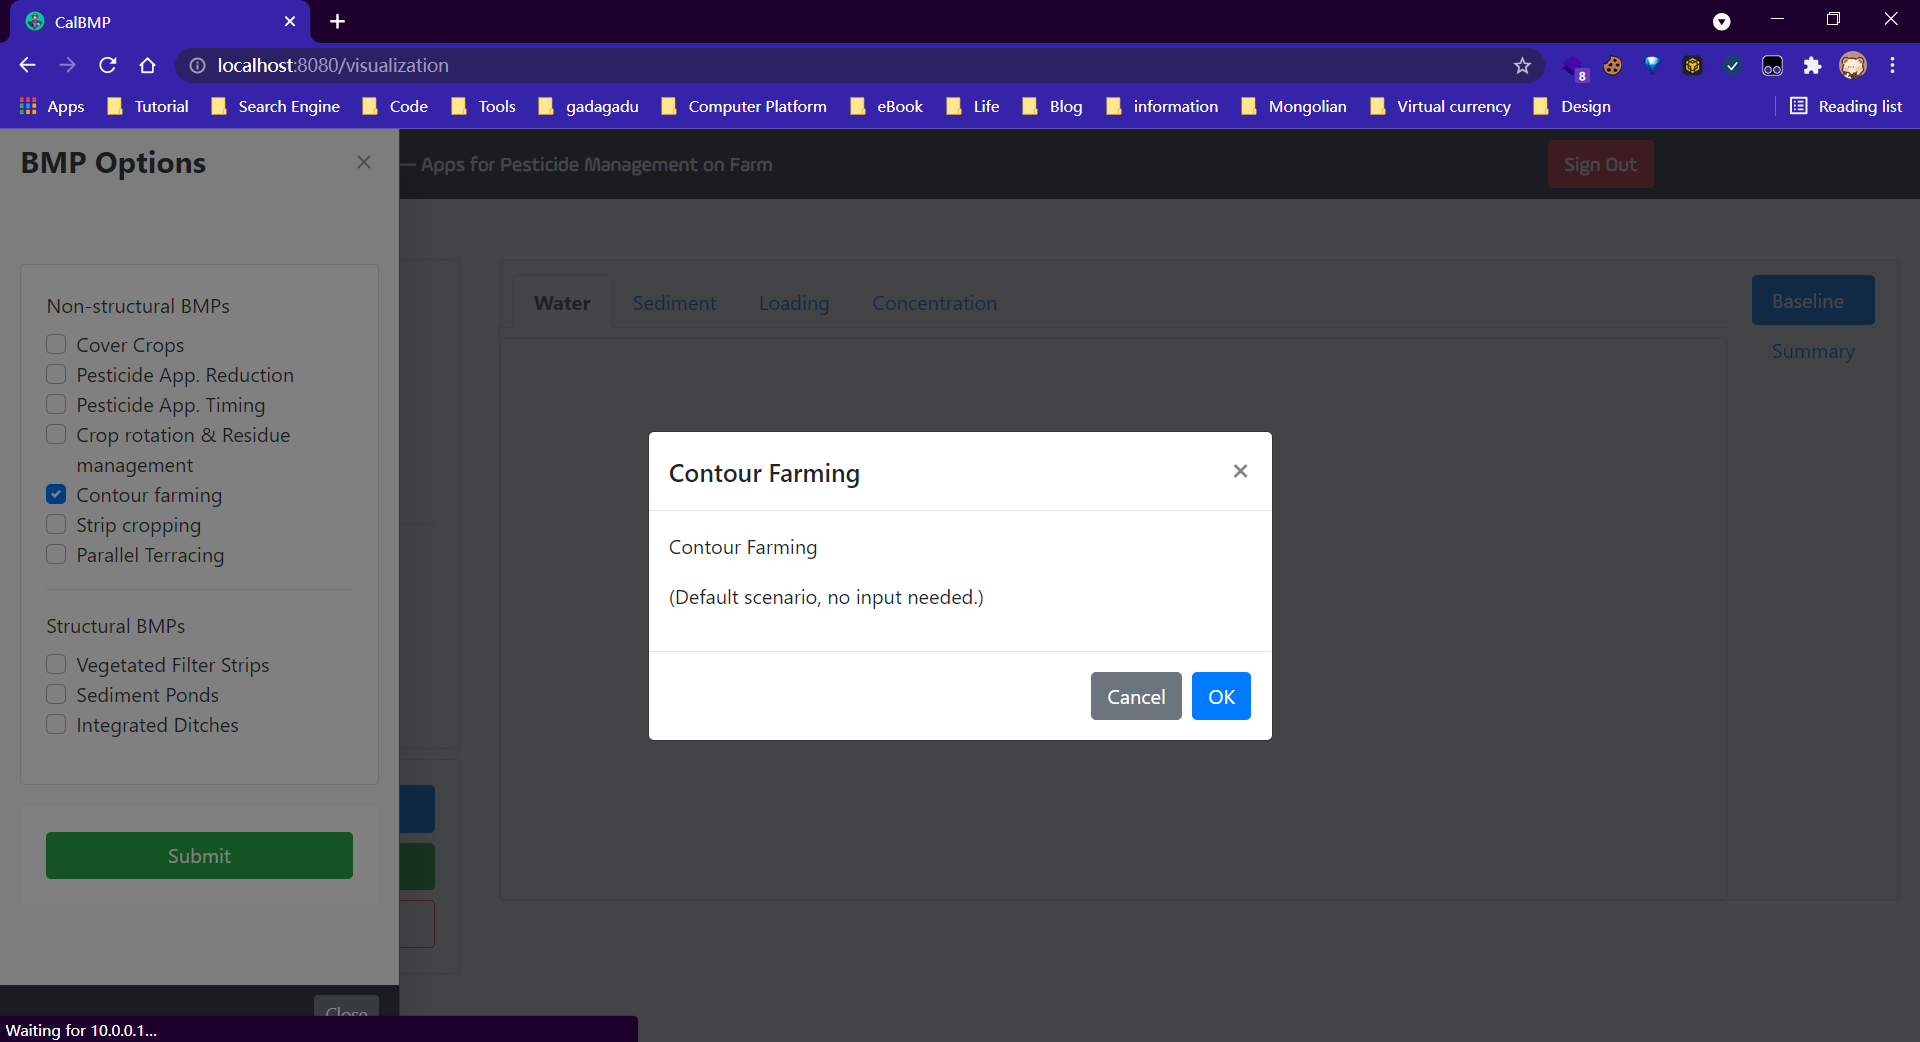 CalBMP
localhost:8080/visualization
8
Apps
Tutorial
Search Engine
Code
Tools
gadagadu
Computer Platform
eBook
Life
Blog
information
Mongolian
Virtual currency
Design
Reading list
BMP Options
— Apps for Pesticide Management on Farm
Sign Out
Non-structural BMPs
Cover Crops
Pesticide App. Reduction
Pesticide App. Timing
Crop rotation & Residue
management
Contour farming
Strip cropping
Parallel Terracing
Structural BMPs
Vegetated Filter Strips
Sediment Ponds
Integrated Ditches
Submit
Close
Water
Sediment
Loading
Concentration
Baseline
Summary
Contour Farming
Contour Farming
(Default scenario, no input needed.)
Cancel
OK
Waiting for 10.0.0.1...